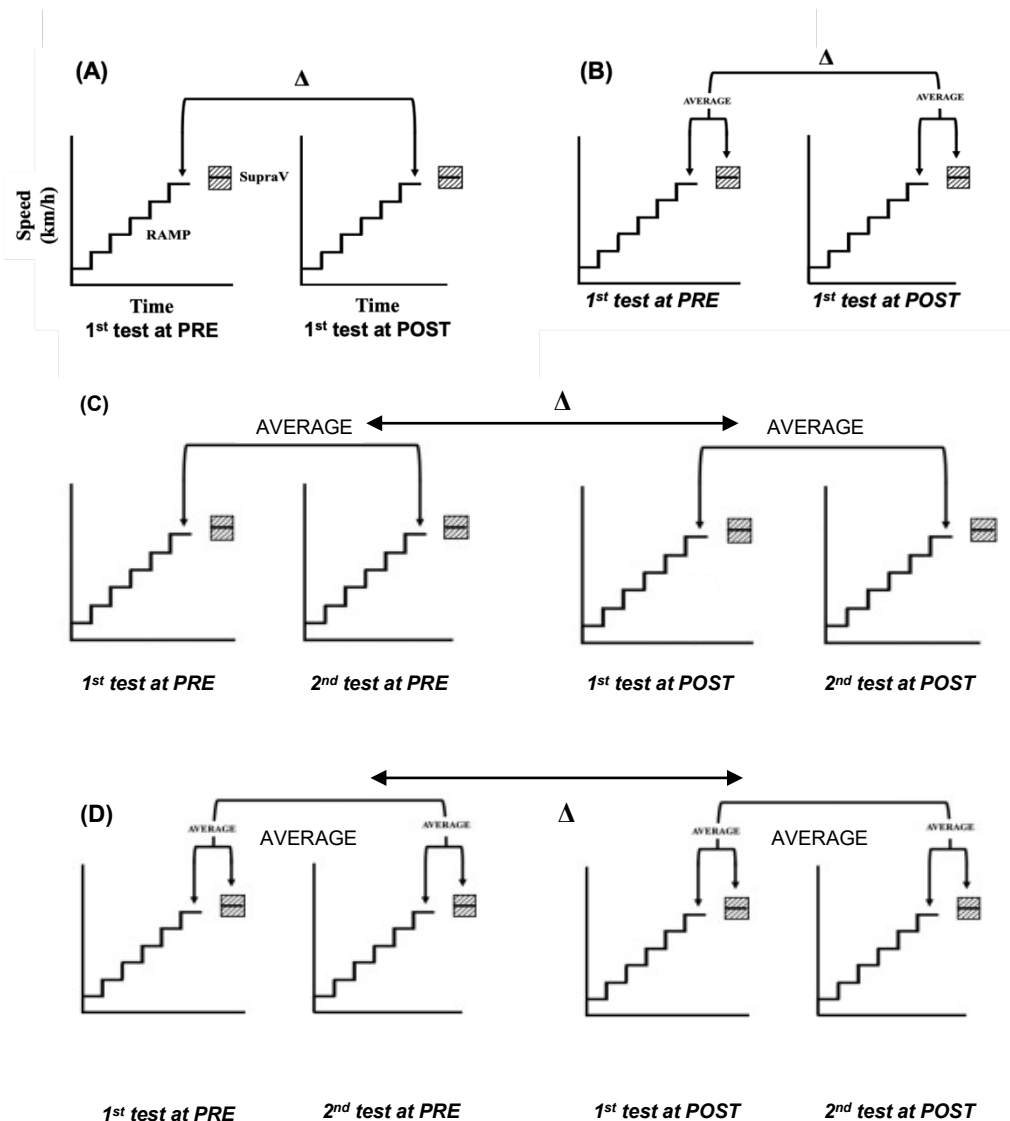 (A)
Δ
Speed
(km/h)
SupraV
RAMP
Time
1st test at PRE
Time
1st test at POST
(B)
Δ
AVERAGE
AVERAGE
1st test at PRE
1st test at POST
(C)
Δ
AVERAGE
AVERAGE
1st test at PRE
2nd test at PRE
1st test at POST
2nd test at POST
(D)
Δ
AVERAGE
AVERAGE
AVERAGE
AVERAGE
AVERAGE
AVERAGE
1st test at PRE
2nd test at PRE
1st test at POST
2nd test at POST